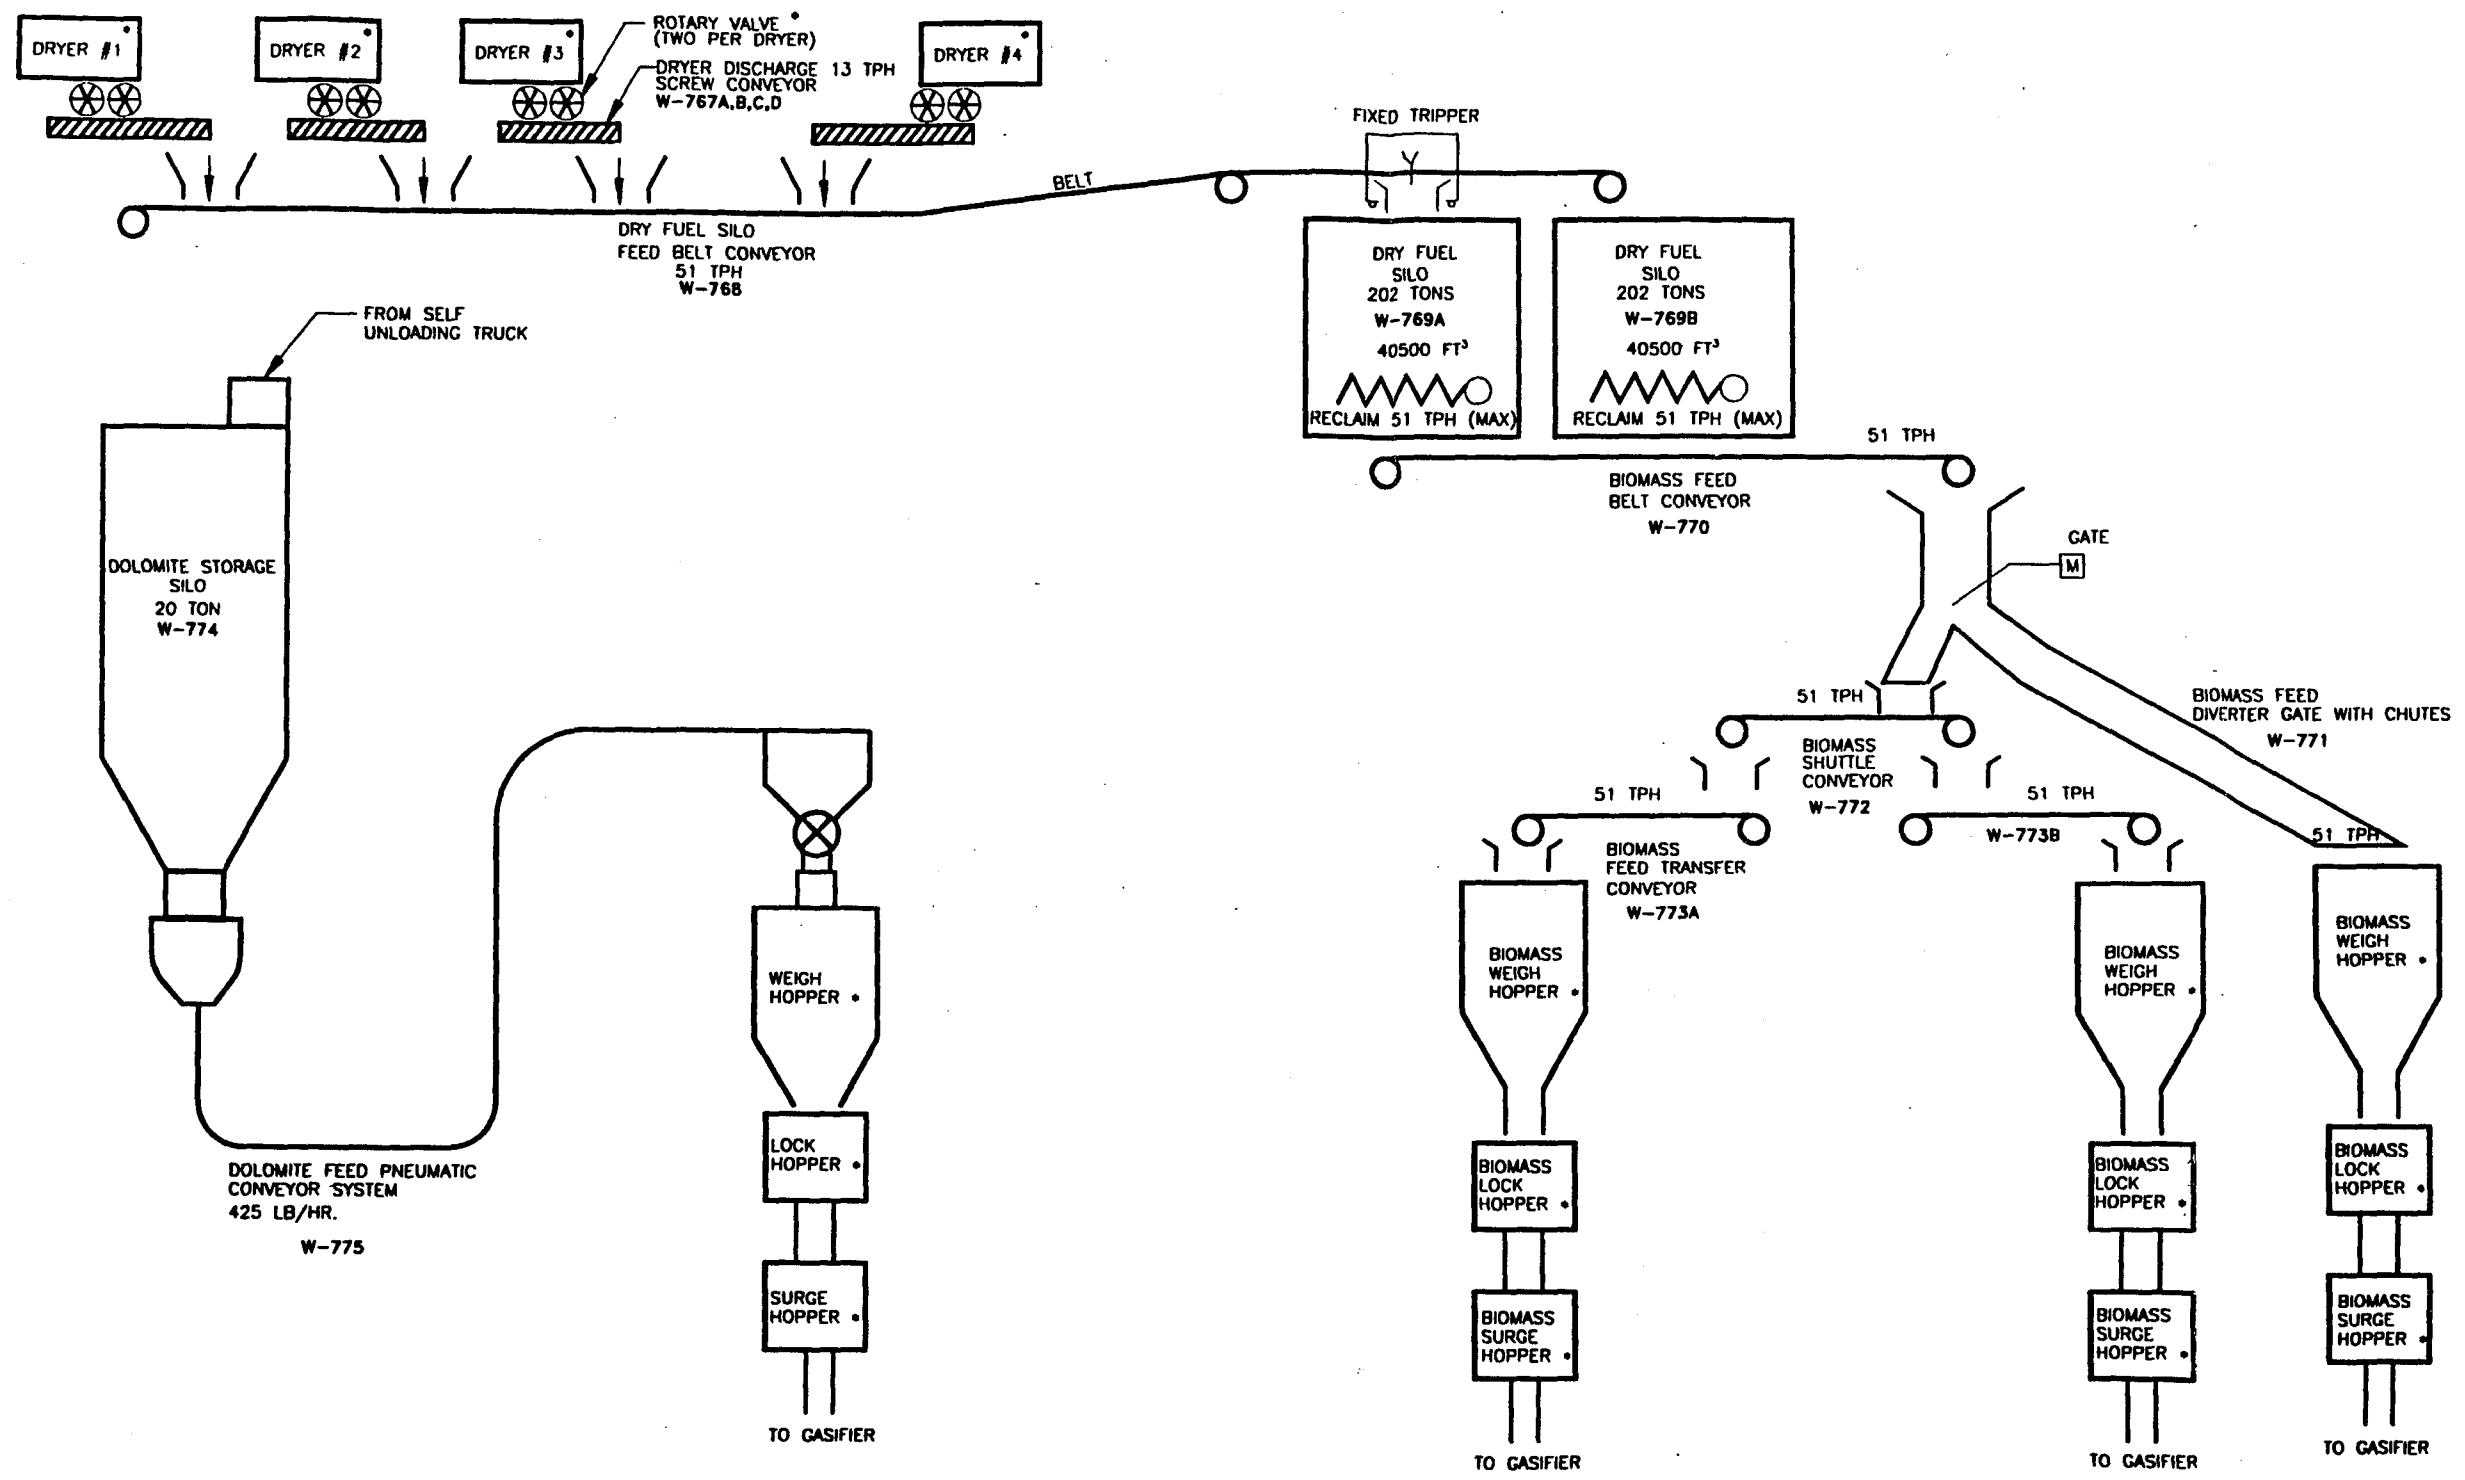 DRYER #1 *
DRYER #2 *
DRYER #3 *
ROTARY VALVE *
(TWO PER DRYER)
DRYER DISCHARGE 13 TPH
SCREW CONVEYOR
W-767A,B,C,D
DRYER #4 *
FIXED TRIPPER
BELT
DRY FUEL SILO
FEED BELT CONVEYOR
51 TPH
W-768
DRY FUEL
SILO
202 TONS
W-769A
40500 FT³
RECLAIM 51 TPH (MAX)
DRY FUEL
SILO
202 TONS
W-769B
40500 FT³
RECLAIM 51 TPH (MAX)
FROM SELF
UNLOADING TRUCK
51 TPH
BIOMASS FEED
BELT CONVEYOR
W-770
GATE
M
DOLOMITE STORAGE
SILO
20 TON
W-774
51 TPH
BIOMASS FEED
DIVERTER GATE WITH CHUTES
W-771
BIOMASS
SHUTTLE
CONVEYOR
W-772
51 TPH
51 TPH
W-773B
51 TPH
BIOMASS
FEED TRANSFER
CONVEYOR
W-773A
WEIGH
HOPPER *
BIOMASS
WEIGH
HOPPER *
BIOMASS
WEIGH
HOPPER *
BIOMASS
WEIGH
HOPPER *
LOCK
HOPPER *
BIOMASS
LOCK
HOPPER *
BIOMASS
LOCK
HOPPER *
BIOMASS
LOCK
HOPPER *
DOLOMITE FEED PNEUMATIC
CONVEYOR SYSTEM
425 LB/HR.
W-775
SURGE
HOPPER *
BIOMASS
SURGE
HOPPER *
BIOMASS
SURGE
HOPPER *
BIOMASS
SURGE
HOPPER *
TO GASIFIER
TO GASIFIER
TO GASIFIER
TO GASIFIER